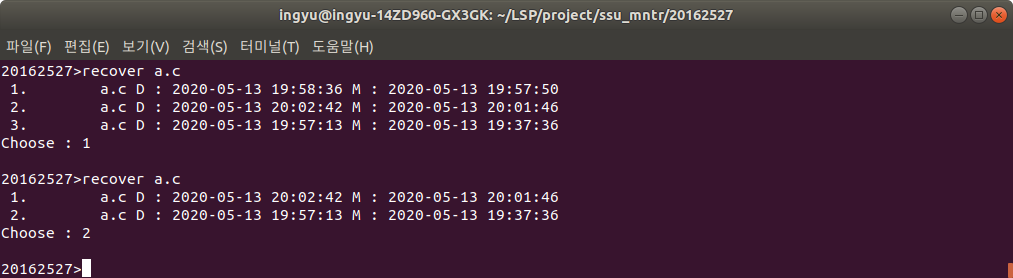 ingyu@ingyu-14ZD960-GX3GK: ~/LSP/project/ssu_mntr/20162527
파일(F) 편집(E) 보기(V) 검색(S) 터미널(T) 도움말(H)
20162527>recover a.c
 1.        a.c D : 2020-05-13 19:58:36 M : 2020-05-13 19:57:50
 2.        a.c D : 2020-05-13 20:02:42 M : 2020-05-13 20:01:46
 3.        a.c D : 2020-05-13 19:57:13 M : 2020-05-13 19:37:36
Choose : 1
20162527>recover a.c
 1.        a.c D : 2020-05-13 20:02:42 M : 2020-05-13 20:01:46
 2.        a.c D : 2020-05-13 19:57:13 M : 2020-05-13 19:37:36
Choose : 2
20162527>